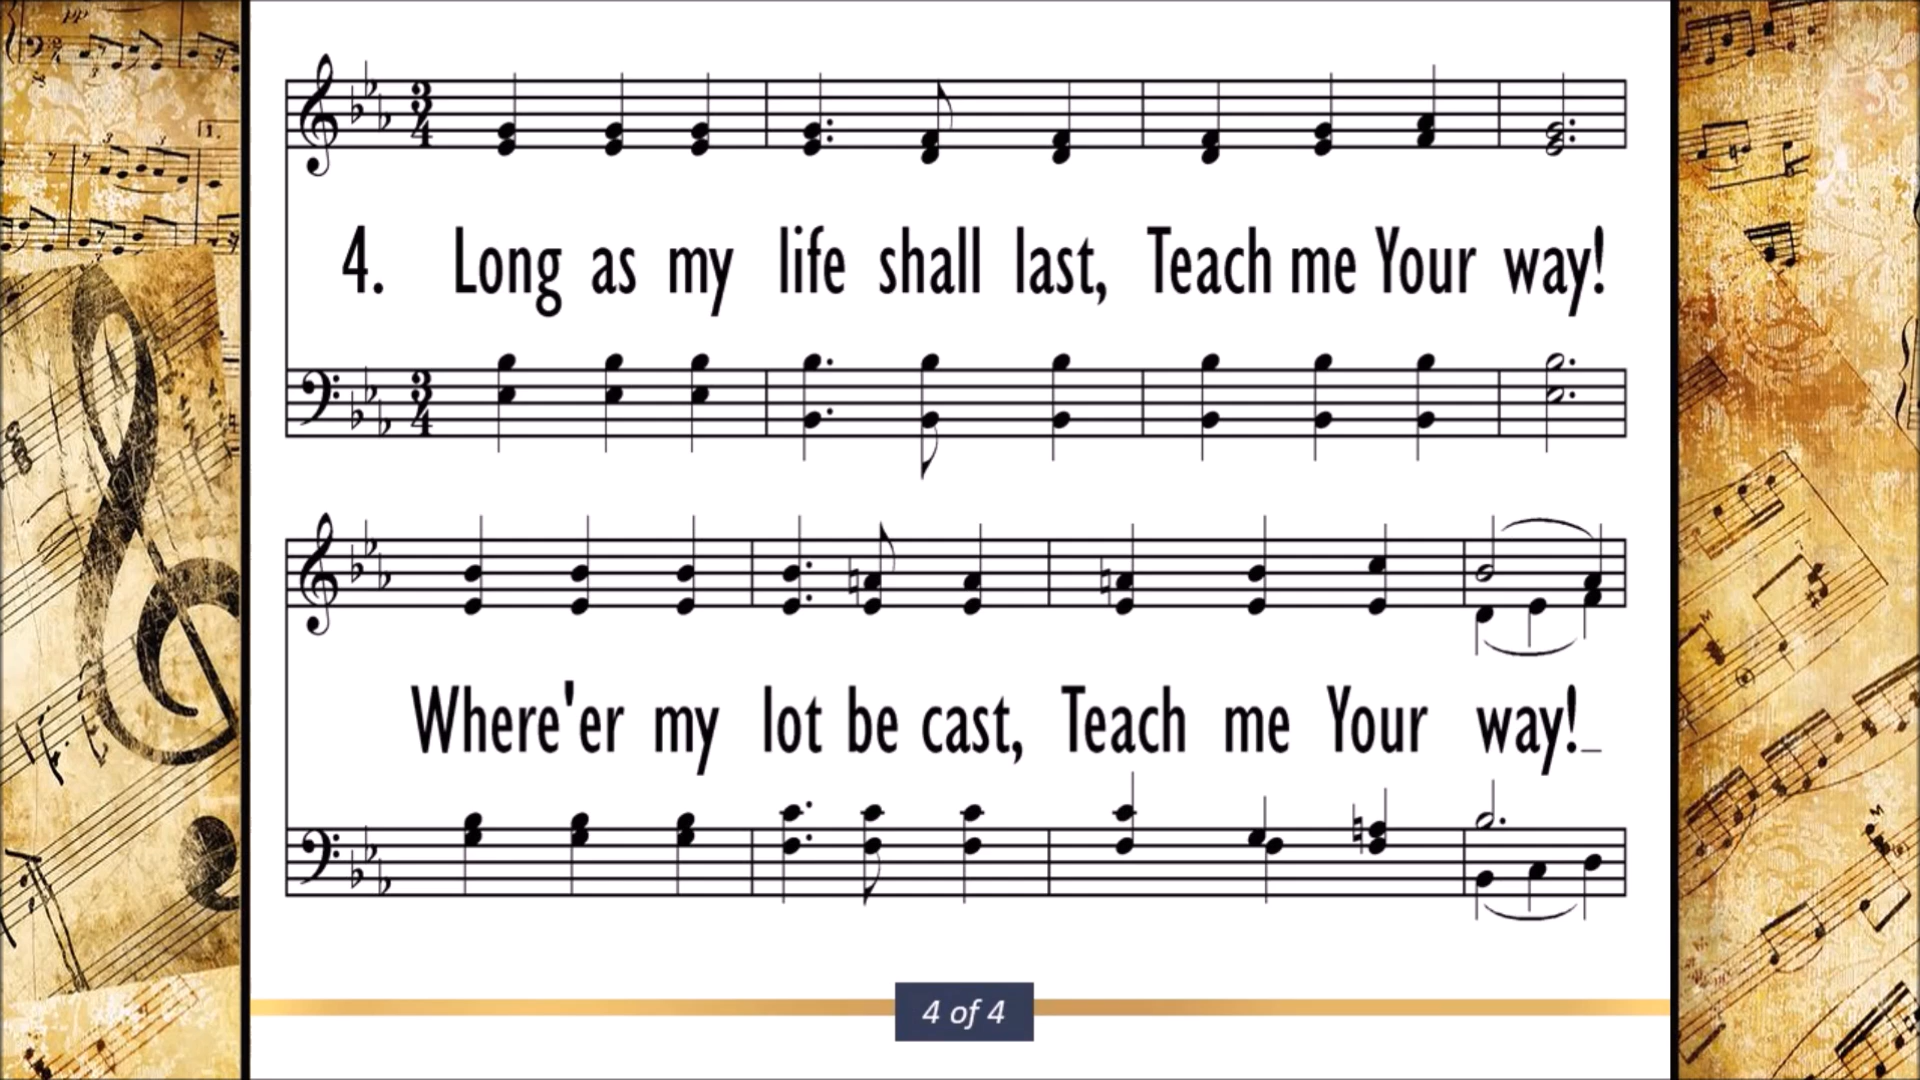 4. Long as my life shall last, Teach me Your way!
Where'er my lot be cast, Teach me Your way!_
4 of 4